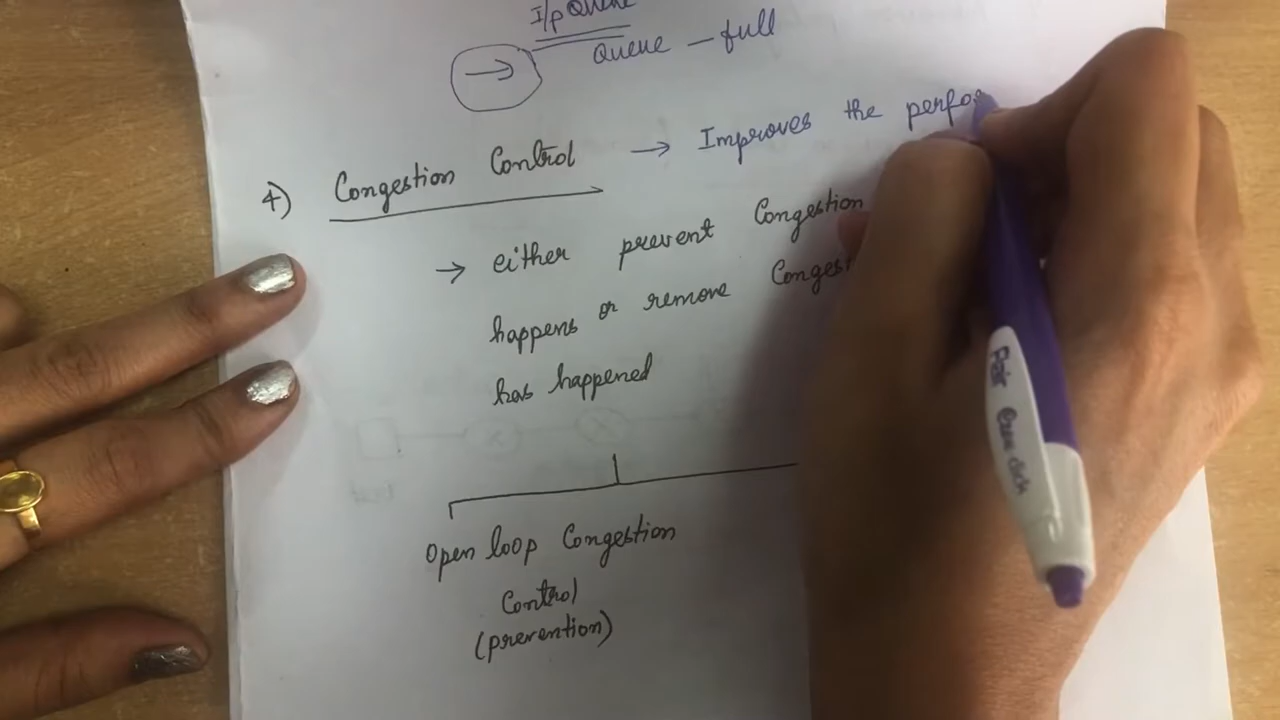 I/p Queue
Queue - full
→
4) Congestion Control → Improves the perfo
→ either prevent Congestion
happens or remove Congest
has happened
Open loop Congestion
Control
(prevention)